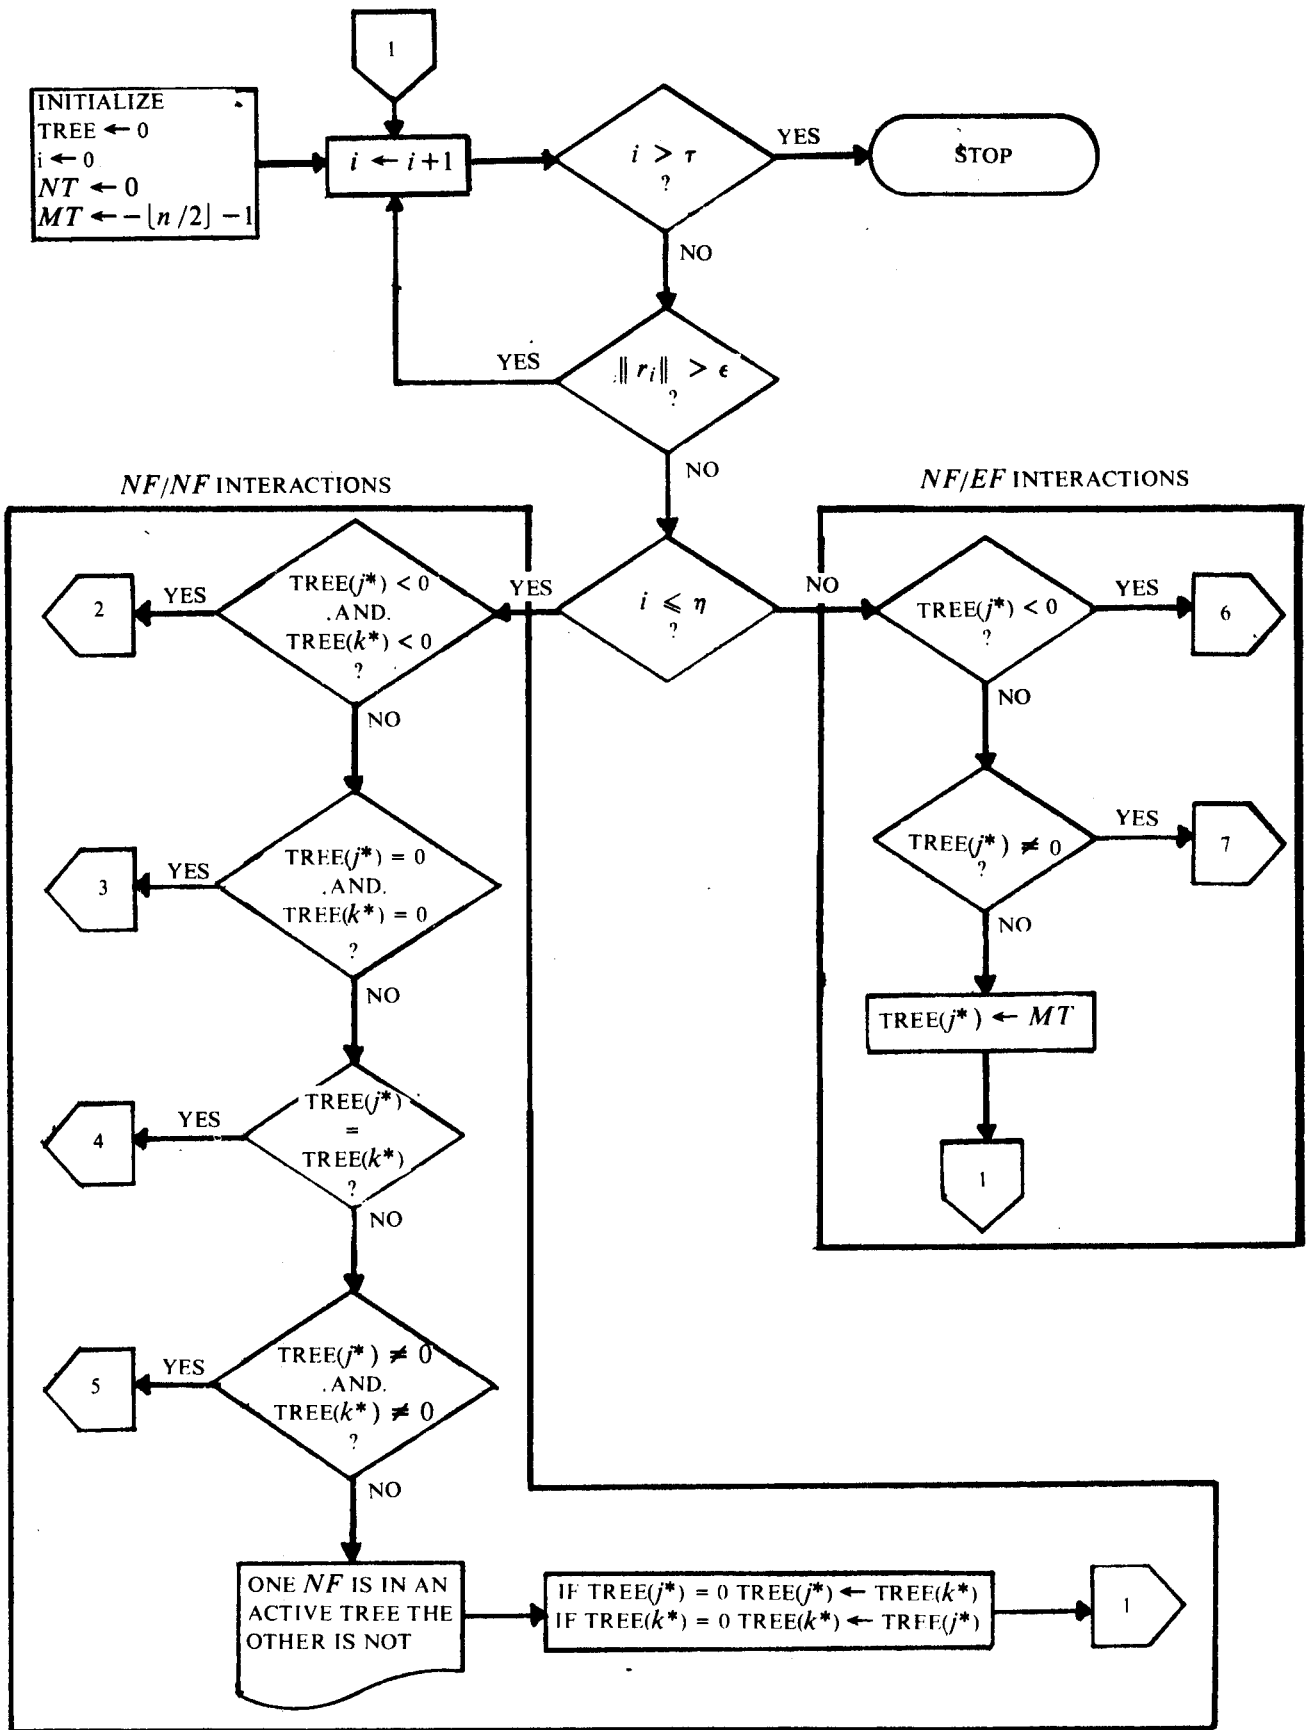 1
INITIALIZE
TREE ← 0
i ← 0
NT ← 0
MT ← - ⌊n/2⌋ - 1
i ← i+1
i > τ
?
YES
STOP
NO
‖ r_i ‖ > ϵ
?
YES
NO
NF/NF INTERACTIONS
NF/EF INTERACTIONS
i ⩽ η
?
YES
NO
TREE(j*) < 0
.AND.
TREE(k*) < 0
?
YES
2
NO
TREE(j*) = 0
.AND.
TREE(k*) = 0
?
YES
3
NO
TREE(j*)
=
TREE(k*)
?
YES
4
NO
TREE(j*) ≠ 0
.AND.
TREE(k*) ≠ 0
?
YES
5
NO
ONE NF IS IN AN
ACTIVE TREE THE
OTHER IS NOT
IF TREE(j*) = 0 TREE(j*) ← TREE(k*)
IF TREE(k*) = 0 TREE(k*) ← TREE(j*)
1
TREE(j*) < 0
?
YES
6
NO
TREE(j*) ≠ 0
?
YES
7
NO
TREE(j*) ← MT
1